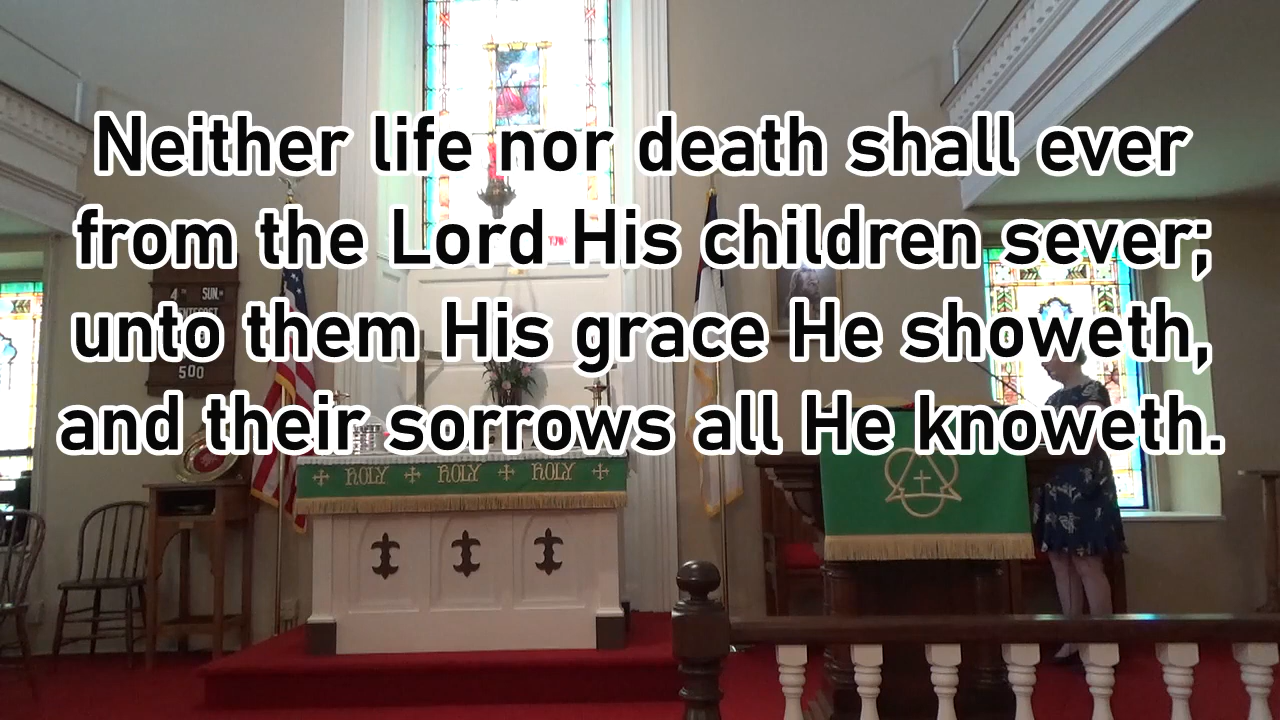 Neither life nor death shall ever
from the Lord His children sever;
unto them His grace He showeth,
and their sorrows all He knoweth.
4TH SUN.
PENTECOST
500
HOLY HOLY HOLY